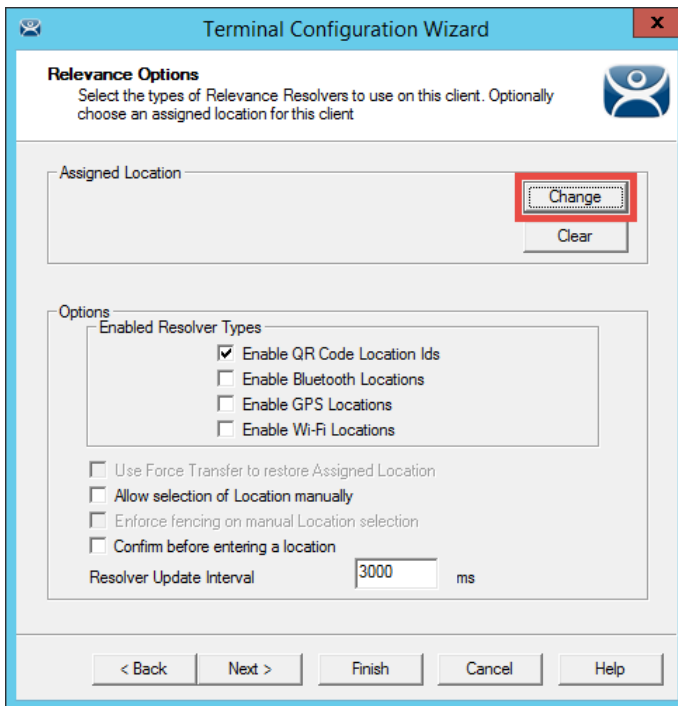 Terminal Configuration Wizard
x
Relevance Options
Select the types of Relevance Resolvers to use on this client. Optionally
choose an assigned location for this client
Assigned Location
Change
Clear
Options
Enabled Resolver Types
Enable QR Code Location Ids
Enable Bluetooth Locations
Enable GPS Locations
Enable Wi-Fi Locations
Use Force Transfer to restore Assigned Location
Allow selection of Location manually
Enforce fencing on manual Location selection
Confirm before entering a location
Resolver Update Interval 3000 ms
< Back Next > Finish Cancel Help